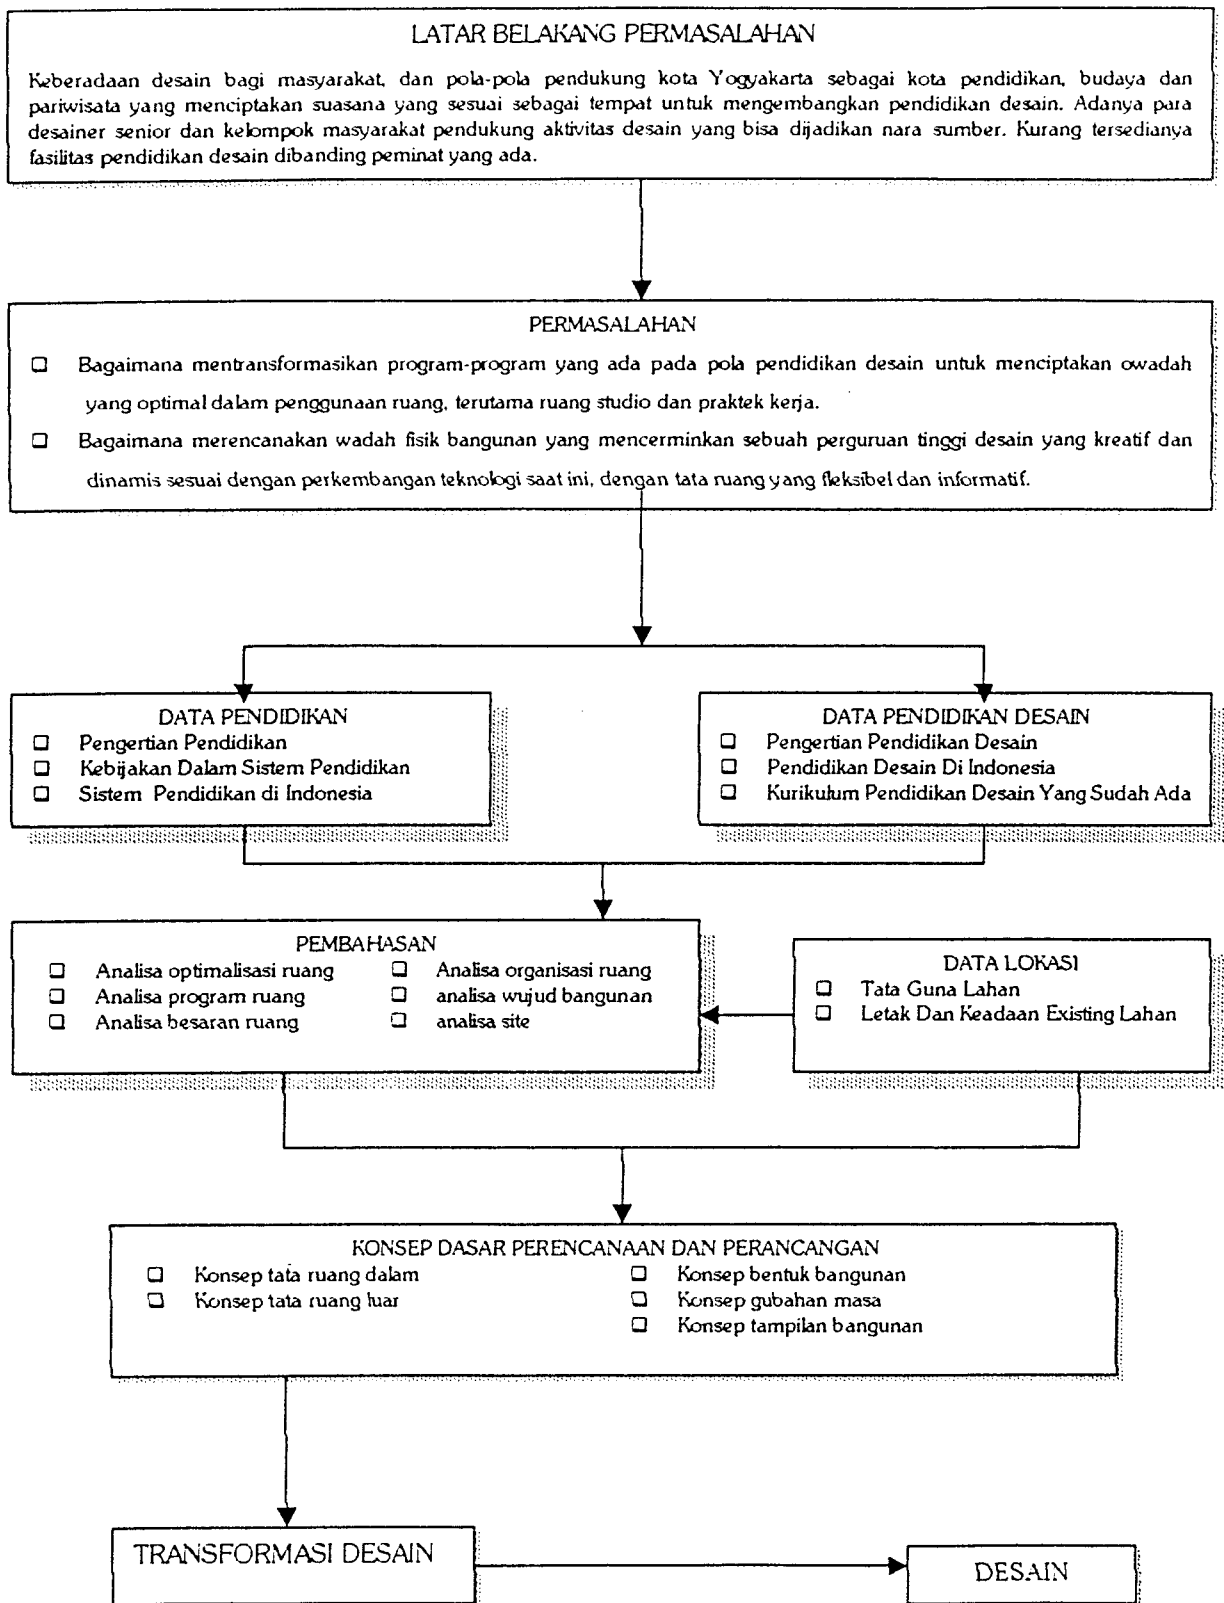 LATAR BELAKANG PERMASALAHAN
Keberadaan desain bagi masyarakat, dan pola-pola pendukung kota Yogyakarta sebagai kota pendidikan, budaya dan
pariwisata yang menciptakan suasana yang sesuai sebagai tempat untuk mengembangkan pendidikan desain. Adanya para
desainer senior dan kelompok masyarakat pendukung aktivitas desain yang bisa dijadikan nara sumber. Kurang tersedianya
fasilitas pendidikan desain dibanding peminat yang ada.
PERMASALAHAN
❑ Bagaimana mentransformasikan program-program yang ada pada pola pendidikan desain untuk menciptakan owadah
yang optimal dalam penggunaan ruang, terutama ruang studio dan praktek kerja.
❑ Bagaimana merencanakan wadah fisik bangunan yang mencerminkan sebuah perguruan tinggi desain yang kreatif dan
dinamis sesuai dengan perkembangan teknologi saat ini, dengan tata ruang yang fleksibel dan informatif.
DATA PENDIDIKAN
❑ Pengertian Pendidikan
❑ Kebijakan Dalam Sistem Pendidikan
❑ Sistem Pendidikan di Indonesia
DATA PENDIDIKAN DESAIN
❑ Pengertian Pendidikan Desain
❑ Pendidikan Desain Di Indonesia
❑ Kurikulum Pendidikan Desain Yang Sudah Ada
PEMBAHASAN
❑ Analisa optimalisasi ruang
❑ Analisa program ruang
❑ Analisa besaran ruang
❑ Analisa organisasi ruang
❑ analisa wujud bangunan
❑ analisa site
DATA LOKASI
❑ Tata Guna Lahan
❑ Letak Dan Keadaan Existing Lahan
KONSEP DASAR PERENCANAAN DAN PERANCANGAN
❑ Konsep tata ruang dalam
❑ Konsep tata ruang luar
❑ Konsep bentuk bangunan
❑ Konsep gubahan masa
❑ Konsep tampilan bangunan
TRANSFORMASI DESAIN
DESAIN